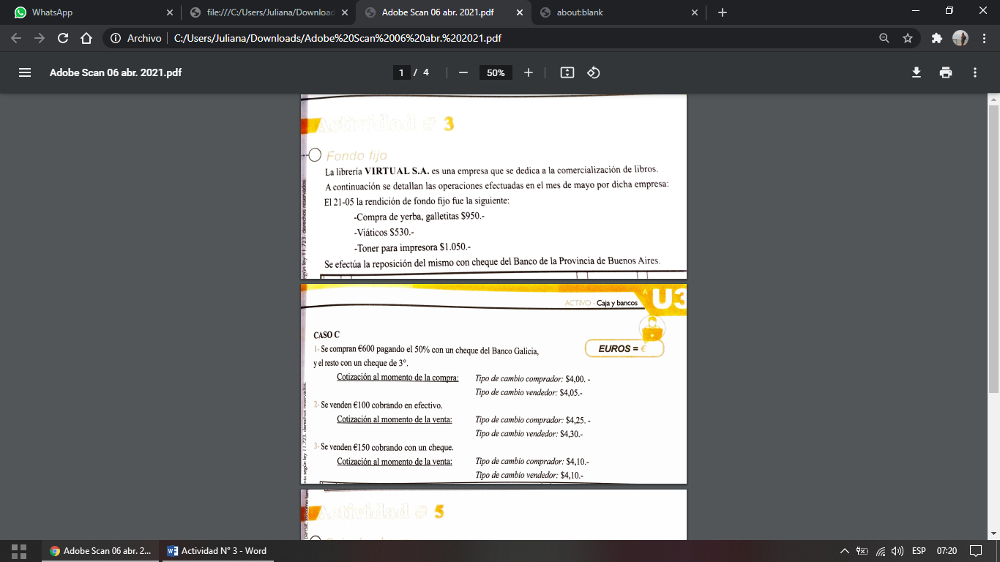 WhatsApp
file:///C:/Users/Juliana/Download
Adobe Scan 06 abr. 2021.pdf
about:blank
Archivo
C:/Users/Juliana/Downloads/Adobe%20Scan%2006%20abr.%202021.pdf
Adobe Scan 06 abr. 2021.pdf
1 / 4
50%
Actividad # 3
Fondo fijo
La librería VIRTUAL S.A. es una empresa que se dedica a la comercialización de libros.
A continuación se detallan las operaciones efectuadas en el mes de mayo por dicha empresa:
El 21-05 la rendición de fondo fijo fue la siguiente:
-Compra de yerba, galletitas $950.-
-Viáticos $530.-
-Toner para impresora $1.050.-
Se efectúa la reposición del mismo con cheque del Banco de la Provincia de Buenos Aires.
según ley 11.723. derechos reservados.
ACTIVO - Caja y bancos
U3
CASO C
1- Se compran €600 pagando el 50% con un cheque del Banco Galicia,
EUROS = €
y el resto con un cheque de 3°.
Cotización al momento de la compra: Tipo de cambio comprador: $4,00. -
Tipo de cambio vendedor: $4,05.-
2- Se venden €100 cobrando en efectivo.
Cotización al momento de la venta: Tipo de cambio comprador: $4,25. -
Tipo de cambio vendedor: $4,30.-
3- Se venden €150 cobrando con un cheque.
Cotización al momento de la venta: Tipo de cambio comprador: $4,10.-
Tipo de cambio vendedor: $4,10.-
según ley 11.723. derechos reservados.
Actividad # 5
Adobe Scan 06 abr. 2...
Actividad N° 3 - Word
ESP
07:20